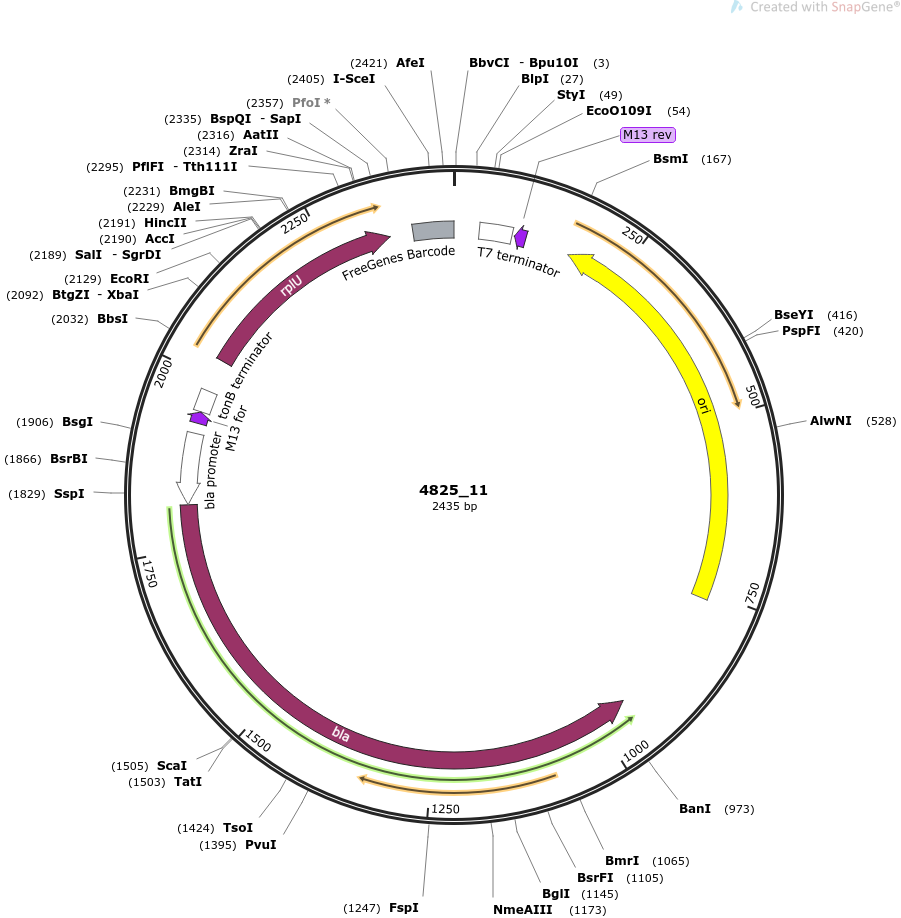 Created with SnapGene®
(2421) AfeI
BbvCI - Bpu10I (3)
(2405) I-SceI
BlpI (27)
(2357) PfoI *
StyI (49)
(2335) BspQI - SapI
EcoO109I (54)
(2316) AatII
M13 rev
(2314) ZraI
BsmI (167)
(2295) PflFI - Tth111I
(2231) BmgBI
(2229) AleI
(2191) HincII
(2190) AccI
(2189) SalI - SgrDI
(2129) EcoRI
(2092) BtgZI - XbaI
(2032) BbsI
2250
250
FreeGenes Barcode
T7 terminator
rplU
BseYI (416)
PspFI (420)
2000
tonB terminator
500
ori
M13 for
AlwNI (528)
(1906) BsgI
bla promoter
(1866) BsrBI
(1829) SspI
4825_11
2435 bp
1750
750
bla
1500
1000
(1505) ScaI
(1503) TatI
1250
BanI (973)
(1424) TsoI
(1395) PvuI
BmrI (1065)
BsrFI (1105)
BglI (1145)
(1247) FspI
NmeAIII (1173)